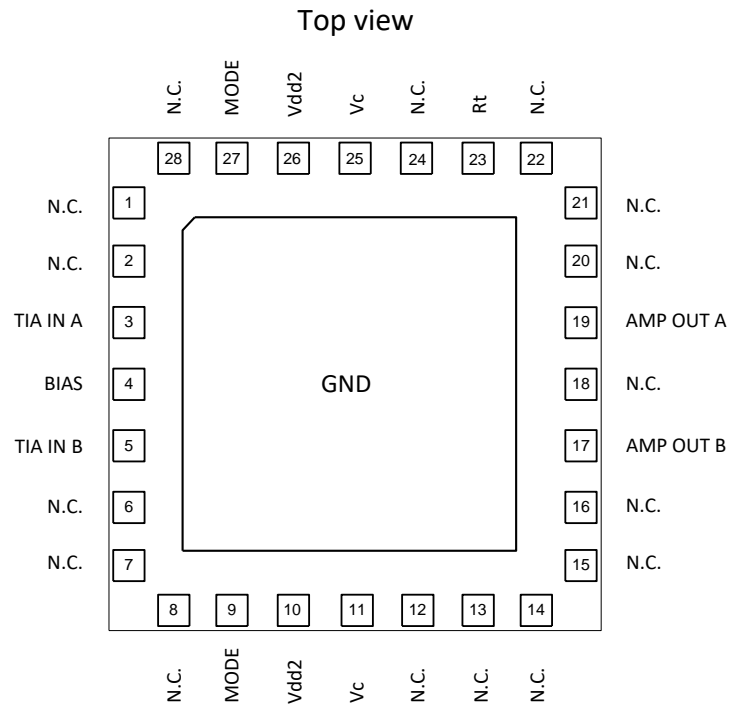 Top view
N.C. MODE Vdd2 Vc N.C. Rt N.C.
28 27 26 25 24 23 22
N.C. 1 21 N.C.
N.C. 2 20 N.C.
TIA IN A 3 19 AMP OUT A
BIAS 4 GND 18 N.C.
TIA IN B 5 17 AMP OUT B
N.C. 6 16 N.C.
N.C. 7 15 N.C.
8 9 10 11 12 13 14
N.C. MODE Vdd2 Vc N.C. N.C. N.C.